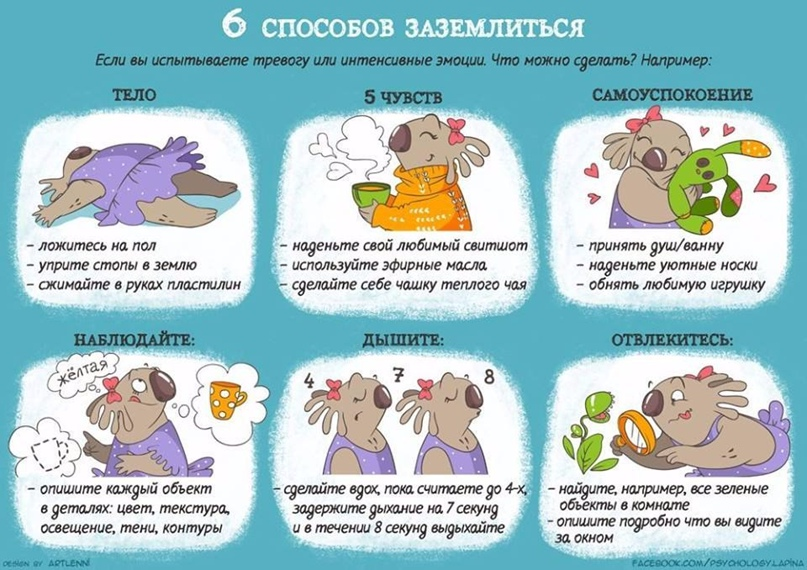 6 СПОСОБОВ ЗАЗЕМЛИТЬСЯ
Если вы испытываете тревогу или интенсивные эмоции. Что можно сделать? Например:
ТЕЛО
- ложитесь на пол
- уприте стопы в землю
- сжимайте в руках пластилин
5 ЧУВСТВ
- наденьте свой любимый свитшот
- используйте эфирные масла
- сделайте себе чашку теплого чая
САМОУСПОКОЕНИЕ
- принять душ/ванну
- наденьте уютные носки
- обнять любимую игрушку
НАБЛЮДАЙТЕ:
жёлтая
- опишите каждый объект
в деталях: цвет, текстура,
освещение, тени, контуры
ДЫШИТЕ:
4 7 8
- сделайте вдох, пока считаете до 4-х,
задержите дыхание на 7 секунд
и в течении 8 секунд выдыхайте
ОТВЛЕКИТЕСЬ:
- найдите, например, все зеленые
объекты в комнате
- опишите подробно что вы видите
за окном
DESIGN BY ARTLENNI
FACEBOOK.COM/PSYCHOLOGY.LAPINA